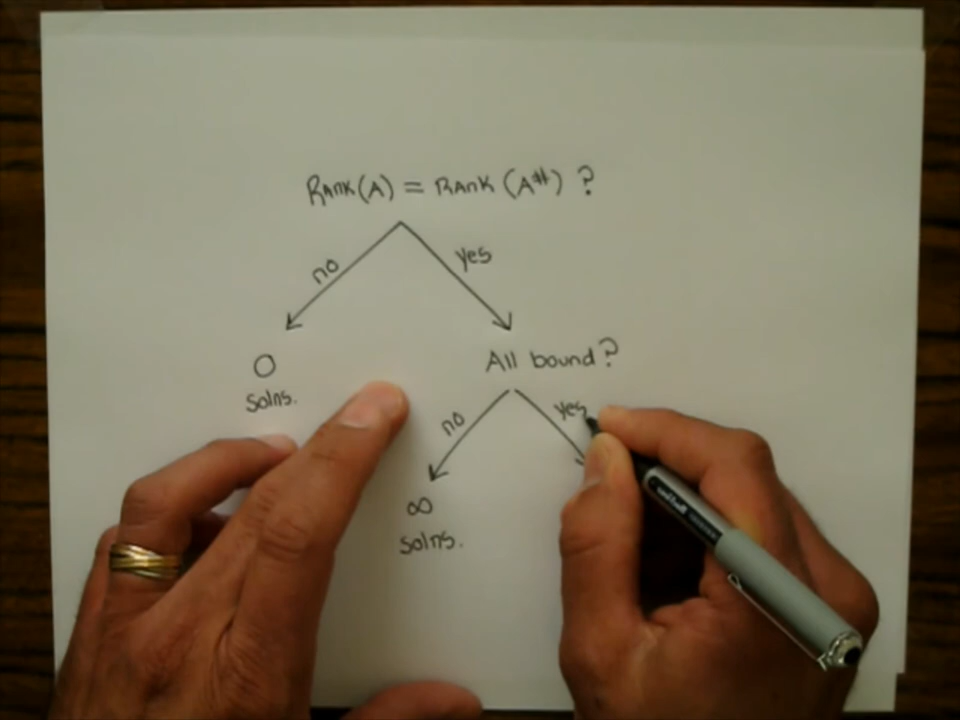 Rank(A) = Rank(A#) ?
no
yes
0
solns.
All bound?
no
yes
∞
solns.